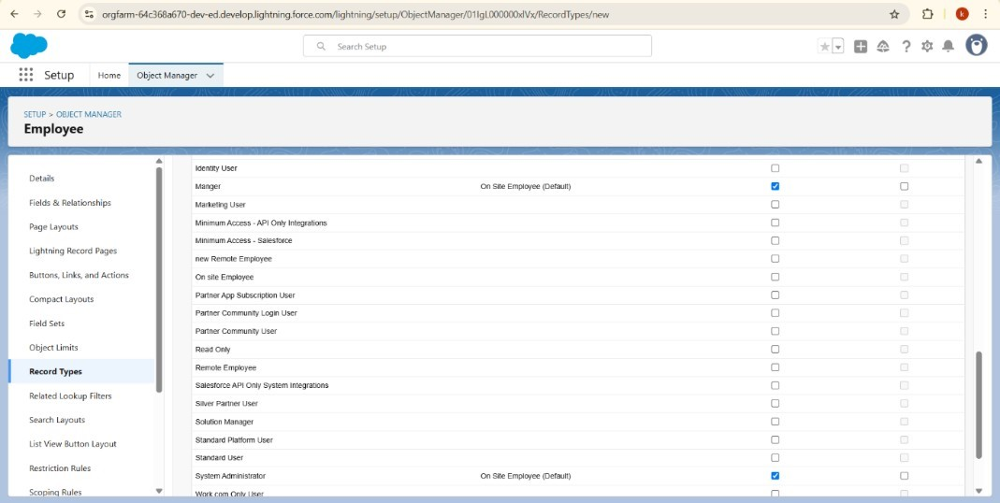 orgfarm-64c368a670-dev-ed.develop.lightning.force.com/lightning/setup/ObjectManager/01IgL000000xIVx/RecordTypes/new
k
Search Setup
Setup
Home
Object Manager
SETUP > OBJECT MANAGER
Employee
Details
Fields & Relationships
Page Layouts
Lightning Record Pages
Buttons, Links, and Actions
Compact Layouts
Field Sets
Object Limits
Record Types
Related Lookup Filters
Search Layouts
List View Button Layout
Restriction Rules
Scoping Rules
Identity User
Manger On Site Employee (Default)
Marketing User
Minimum Access - API Only Integrations
Minimum Access - Salesforce
new Remote Employee
On site Employee
Partner App Subscription User
Partner Community Login User
Partner Community User
Read Only
Remote Employee
Salesforce API Only System Integrations
Silver Partner User
Solution Manager
Standard Platform User
Standard User
System Administrator On Site Employee (Default)
Work com Only User